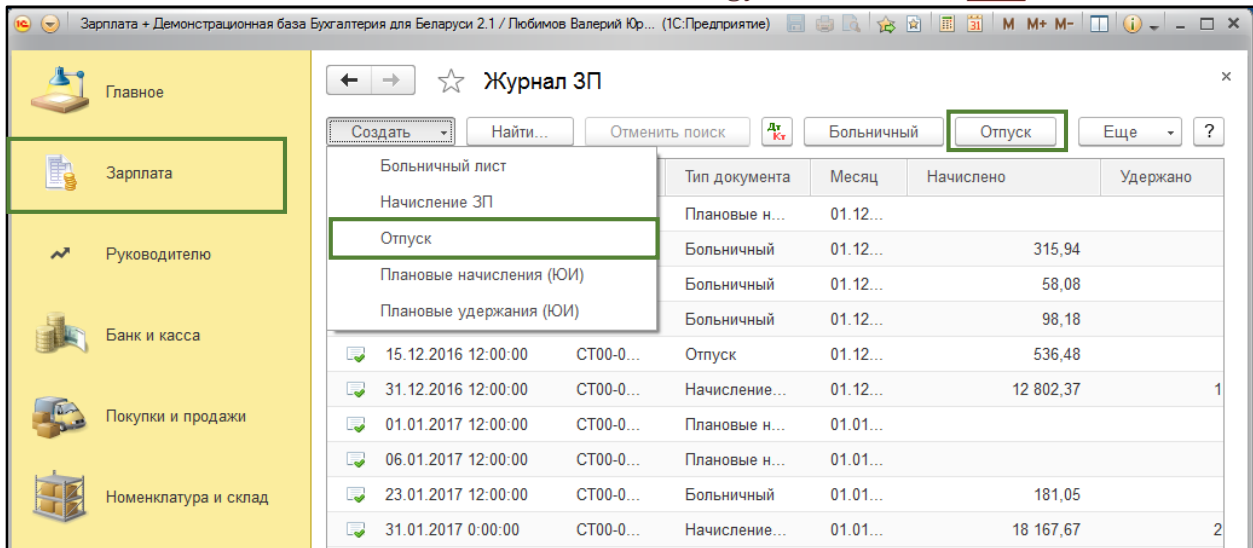 Зарплата + Демонстрационная база Бухгалтерия для Беларуси 2.1 / Любимов Валерий Юр... (1С:Предприятие) 31 M M+ M-
Главное
Зарплата
Руководителю
Банк и касса
Покупки и продажи
Номенклатура и склад
Журнал ЗП
Создать Найти... Отменить поиск Дт Кт Больничный Отпуск Еще ?
Больничный лист
Начисление ЗП
Отпуск
Плановые начисления (ЮИ)
Плановые удержания (ЮИ)
Тип документа Месяц Начислено Удержано
Плановые н... 01.12...
Больничный 01.12... 315,94
Больничный 01.12... 58,08
Больничный 01.12... 98,18
15.12.2016 12:00:00 СТ00-0... Отпуск 01.12... 536,48
31.12.2016 12:00:00 СТ00-0... Начисление... 01.12... 12 802,37 1
01.01.2017 12:00:00 СТ00-0... Плановые н... 01.01...
06.01.2017 12:00:00 СТ00-0... Плановые н... 01.01...
23.01.2017 12:00:00 СТ00-0... Больничный 01.01... 181,05
31.01.2017 0:00:00 СТ00-0... Начисление... 01.01... 18 167,67 2